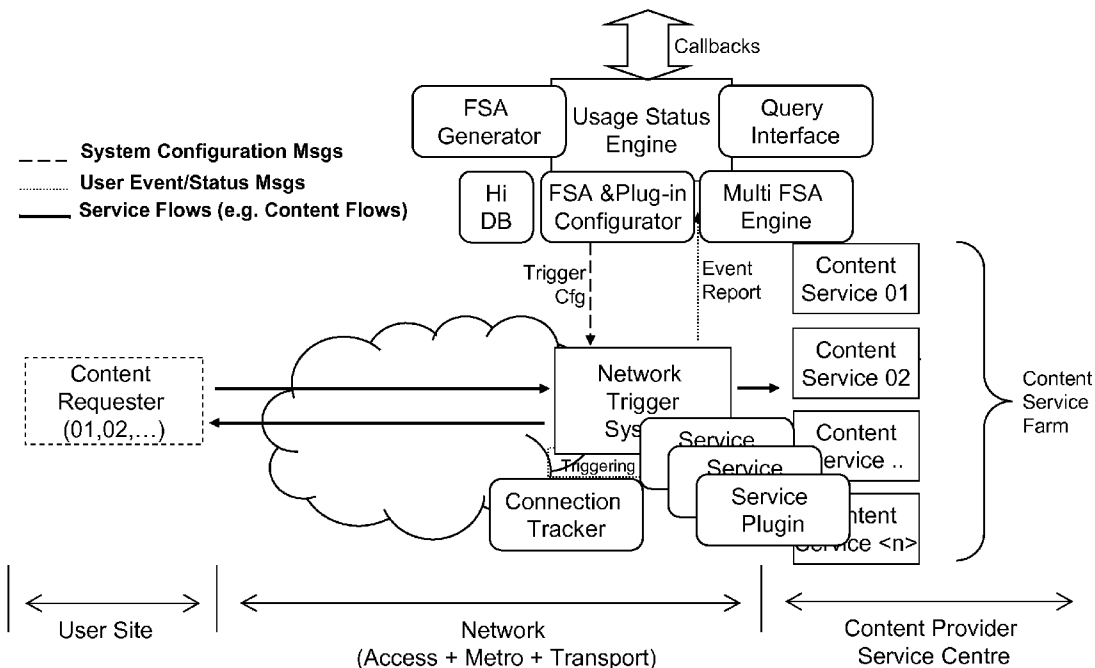 Callbacks
FSA
Generator
Usage Status
Engine
Query
Interface
System Configuration Msgs
User Event/Status Msgs
Service Flows (e.g. Content Flows)
Hi
DB
FSA &Plug-in
Configurator
Multi FSA
Engine
Trigger
Cfg
Event
Report
Content
Service 01
Content
Service 02
Content
Service ..
Content
Service <n>
Content
Service
Farm
Content
Requester
(01,02,...)
Network
Trigger
Sys
Triggering
Service
Service
Service
Plugin
Connection
Tracker
User Site
Network
(Access + Metro + Transport)
Content Provider
Service Centre